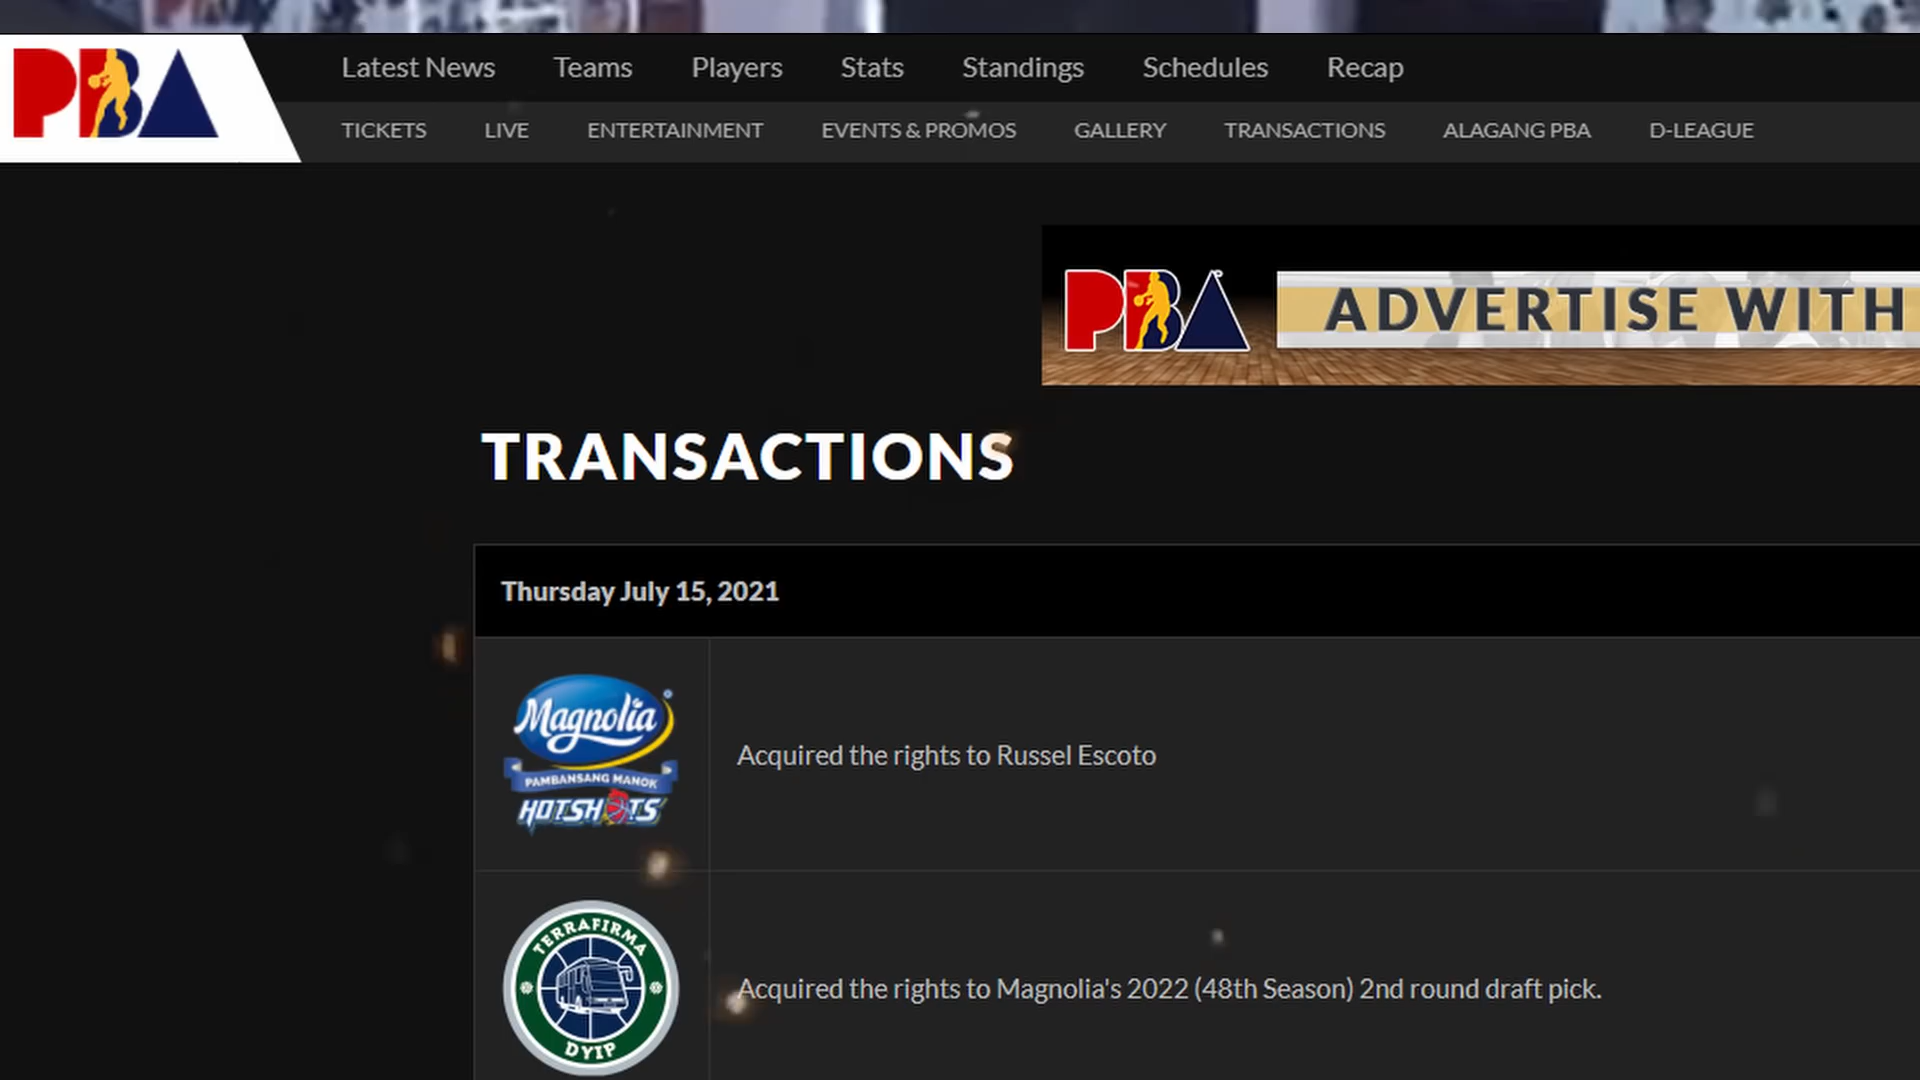 PBA
Latest News Teams Players Stats Standings Schedules Recap
TICKETS LIVE ENTERTAINMENT EVENTS & PROMOS GALLERY TRANSACTIONS ALAGANG PBA D-LEAGUE
PBA ADVERTISE WITH
TRANSACTIONS
Thursday July 15, 2021
Magnolia
PAMBANSANG MANOK
HOTSHOTS
Acquired the rights to Russel Escoto
TERRAFIRMA
DYIP
Acquired the rights to Magnolia's 2022 (48th Season) 2nd round draft pick.